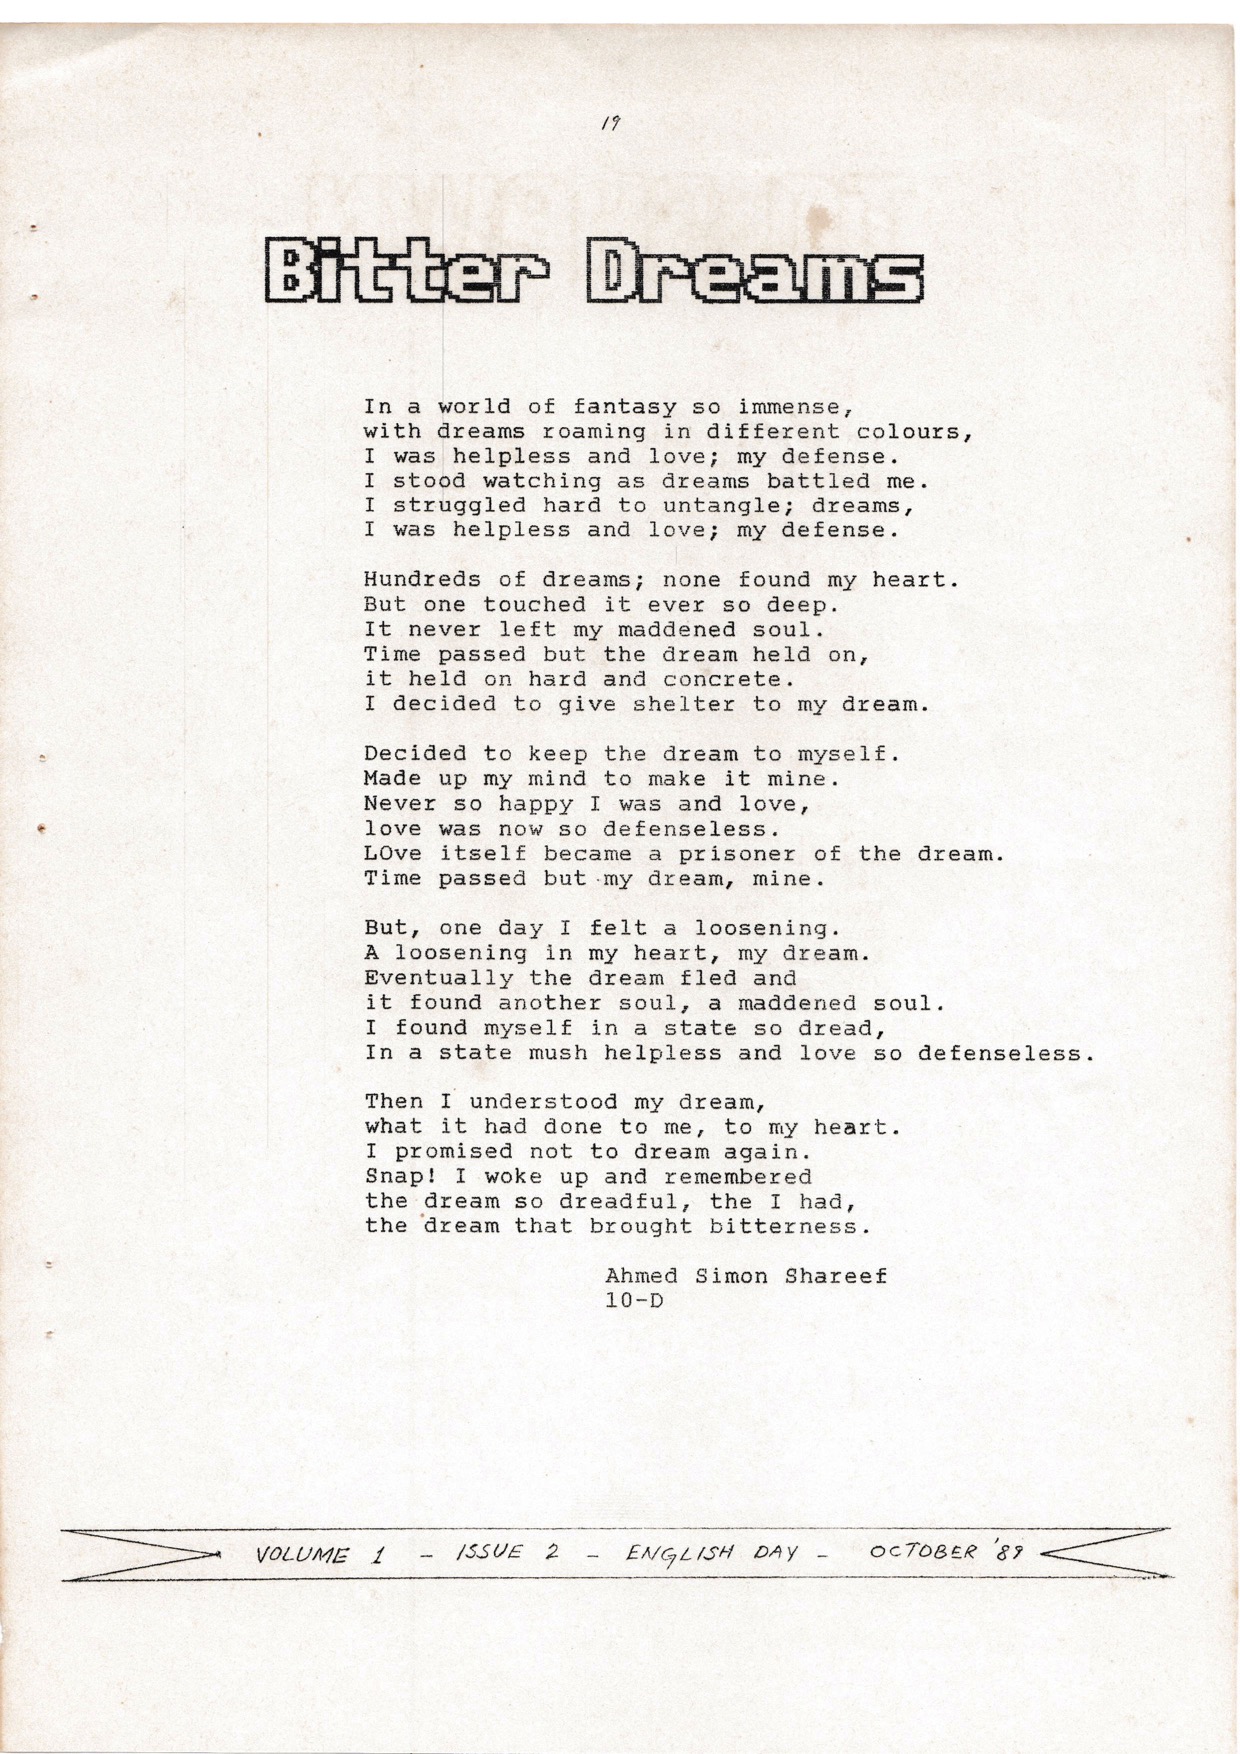 19
Bitter Dreams
In a world of fantasy so immense,
with dreams roaming in different colours,
I was helpless and love; my defense.
I stood watching as dreams battled me.
I struggled hard to untangle; dreams,
I was helpless and love; my defense.
Hundreds of dreams; none found my heart.
But one touched it ever so deep.
It never left my maddened soul.
Time passed but the dream held on,
it held on hard and concrete.
I decided to give shelter to my dream.
Decided to keep the dream to myself.
Made up my mind to make it mine.
Never so happy I was and love,
love was now so defenseless.
LOve itself became a prisoner of the dream.
Time passed but my dream, mine.
But, one day I felt a loosening.
A loosening in my heart, my dream.
Eventually the dream fled and
it found another soul, a maddened soul.
I found myself in a state so dread,
In a state mush helpless and love so defenseless.
Then I understood my dream,
what it had done to me, to my heart.
I promised not to dream again.
Snap! I woke up and remembered
the dream so dreadful, the I had,
the dream that brought bitterness.
Ahmed Simon Shareef
10-D
VOLUME 1 - ISSUE 2 - ENGLISH DAY - OCTOBER '89